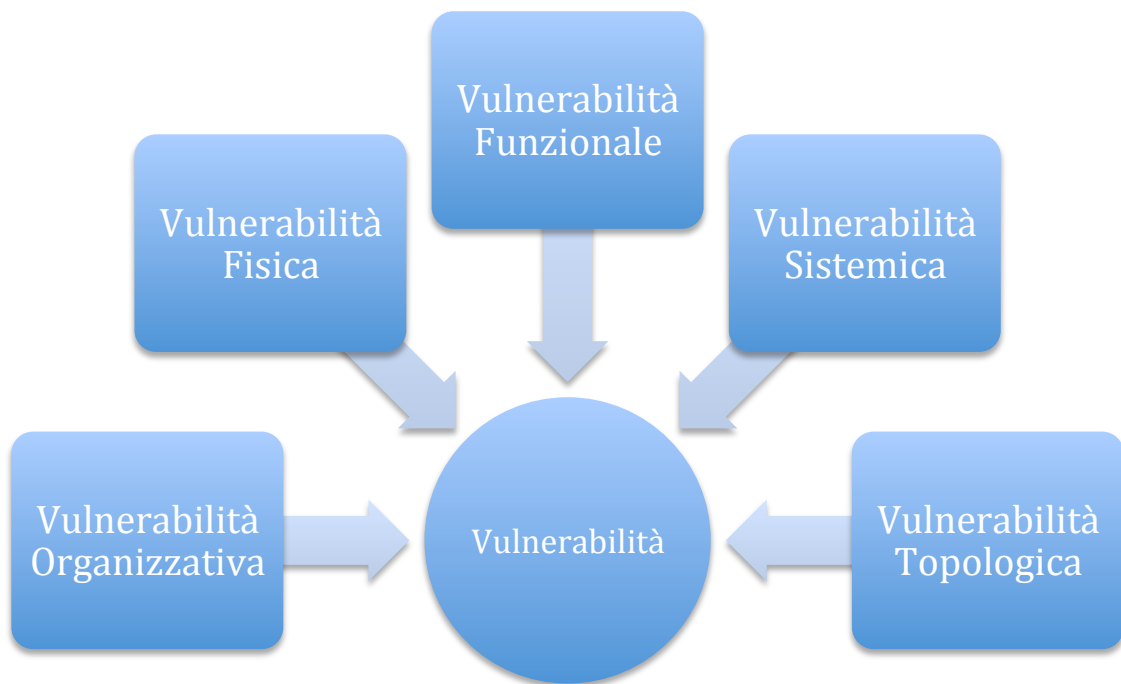 Vulnerabilità
Funzionale
Vulnerabilità
Fisica
Vulnerabilità
Sistemica
Vulnerabilità
Organizzativa
Vulnerabilità
Vulnerabilità
Topologica